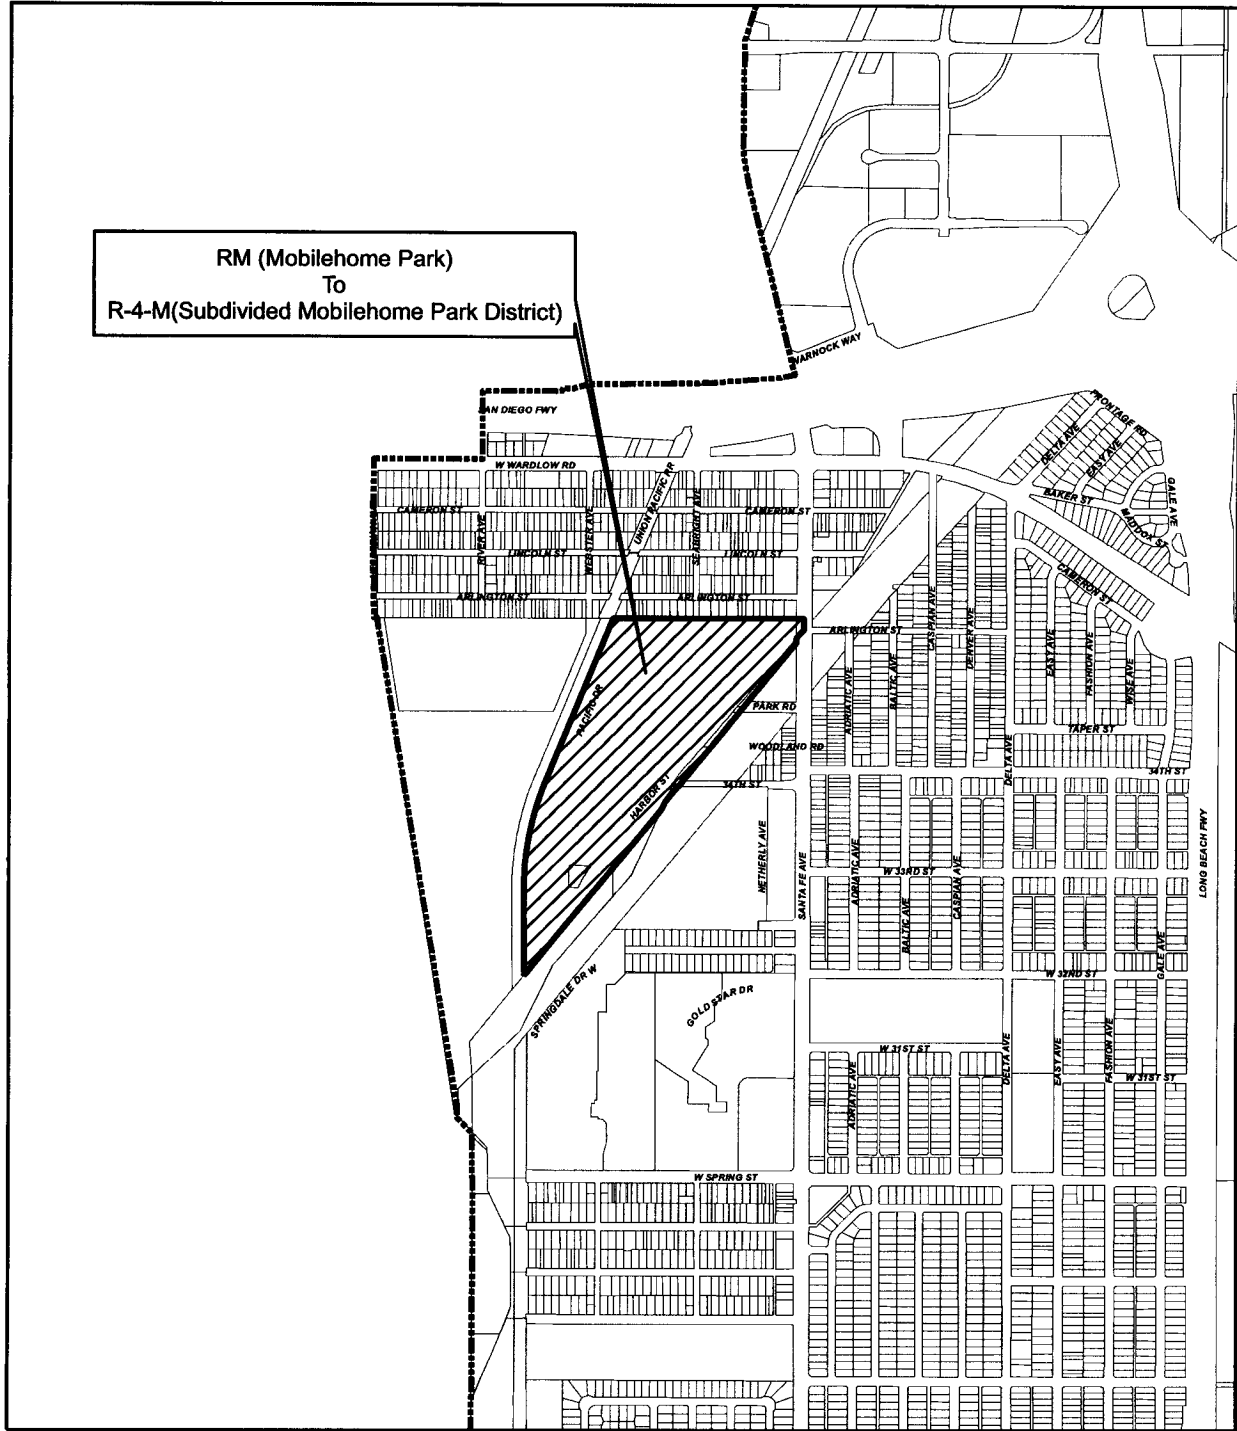 RM (Mobilehome Park)
To
R-4-M(Subdivided Mobilehome Park District)
WARNOCK WAY
SAN DIEGO FWY
FRONTAGE RD
DELTA AVE
EASY AVE
W WARDLOW RD
UNION PACIFIC RR
BAKER ST
GALE AVE
MADDOX ST
CAMERON ST
CAMERON ST
RIVER AVE
WEBSTER AVE
SEABRIGHT AVE
LINCOLN ST
LINCOLN ST
CAMERON ST
ARLINGTON ST
ARLINGTON ST
ARLINGTON ST
CASPIAN AVE
DENVER AVE
EASY AVE
FASHION AVE
WISE AVE
ADRIATIC AVE
BALTIC AVE
PACIFIC DR
PARK RD
TAPER ST
WOODLAND RD
DELTA AVE
34TH ST
34TH ST
HARBOR ST
LONG BEACH FWY
NETHERLY AVE
SANTA FE AVE
ADRIATIC AVE
W 33RD ST
BALTIC AVE
CASPIAN AVE
GALE AVE
W 32ND ST
SPRINGDALE DR W
GOLD STAR DR
W 31ST ST
DELTA AVE
EASY AVE
FASHION AVE
W 31ST ST
ADRIATIC AVE
W SPRING ST